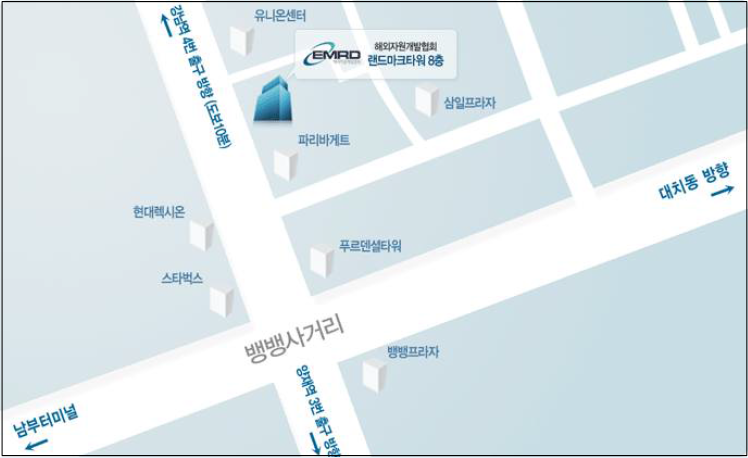 유니온센터
강남역 4번 출구 방향 (도보10분)
EMRD
해외자원개발협회
랜드마크타워 8층
삼일프라자
파리바게트
대치동 방향
현대렉시온
푸르덴셜타워
스타벅스
뱅뱅사거리
뱅뱅프라자
양재역 3번 출구 방향
남부터미널